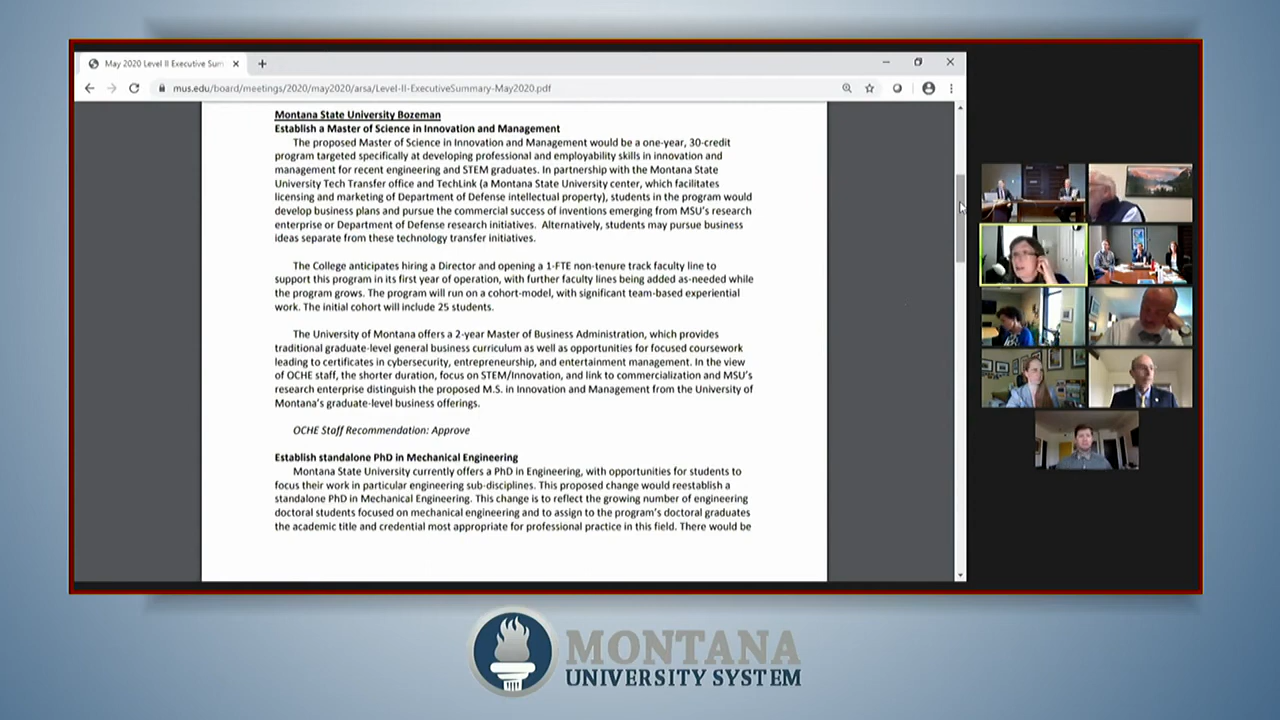 May 2020 Level II Executive Sum
mus.edu/board/meetings/2020/may2020/arsa/Level-II-ExecutiveSummary-May2020.pdf
Montana State University Bozeman
Establish a Master of Science in Innovation and Management
The proposed Master of Science in Innovation and Management would be a one-year, 30-credit
program targeted specifically at developing professional and employability skills in innovation and
management for recent engineering and STEM graduates. In partnership with the Montana State
University Tech Transfer office and TechLink (a Montana State University center, which facilitates
licensing and marketing of Department of Defense intellectual property), students in the program would
develop business plans and pursue the commercial success of inventions emerging from MSU's research
enterprise or Department of Defense research initiatives. Alternatively, students may pursue business
ideas separate from these technology transfer initiatives.
The College anticipates hiring a Director and opening a 1-FTE non-tenure track faculty line to
support this program in its first year of operation, with further faculty lines being added as-needed while
the program grows. The program will run on a cohort-model, with significant team-based experiential
work. The initial cohort will include 25 students.
The University of Montana offers a 2-year Master of Business Administration, which provides
traditional graduate-level general business curriculum as well as opportunities for focused coursework
leading to certificates in cybersecurity, entrepreneurship, and entertainment management. In the view
of OCHE staff, the shorter duration, focus on STEM/Innovation, and link to commercialization and MSU's
research enterprise distinguish the proposed M.S. in Innovation and Management from the University of
Montana's graduate-level business offerings.
OCHE Staff Recommendation: Approve
Establish standalone PhD in Mechanical Engineering
Montana State University currently offers a PhD in Engineering, with opportunities for students to
focus their work in particular engineering sub-disciplines. This proposed change would reestablish a
standalone PhD in Mechanical Engineering. This change is to reflect the growing number of engineering
doctoral students focused on mechanical engineering and to assign to the program's doctoral graduates
the academic title and credential most appropriate for professional practice in this field. There would be
MONTANA
UNIVERSITY SYSTEM